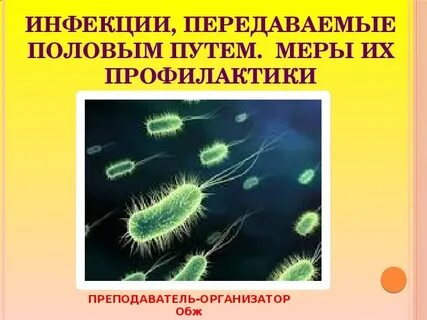 ИНФЕКЦИИ, ПЕРЕДАВАЕМЫЕ
ПОЛОВЫМ ПУТЕМ. МЕРЫ ИХ
ПРОФИЛАКТИКИ
ПРЕПОДАВАТЕЛЬ-ОРГАНИЗАТОР
Обж